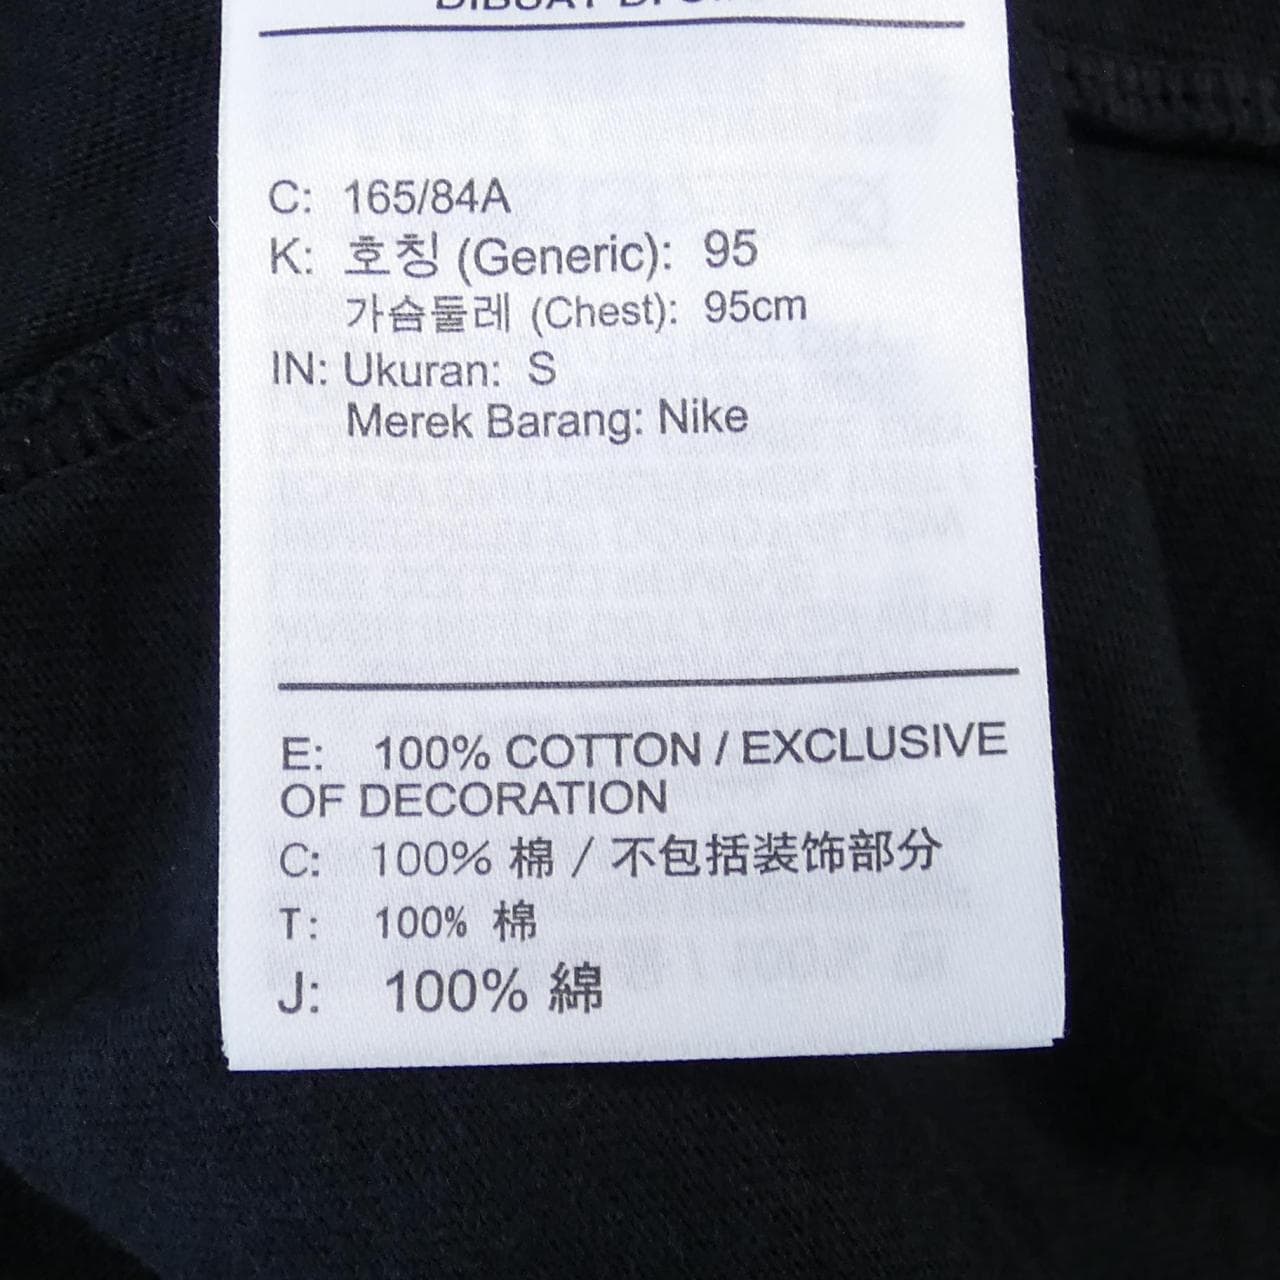 C: 165/84A
K: 호칭 (Generic): 95
가슴둘레 (Chest): 95cm
IN: Ukuran: S
Merek Barang: Nike
E: 100% COTTON / EXCLUSIVE
OF DECORATION
C: 100% 棉 / 不包括装饰部分
T: 100% 棉
J: 100% 綿